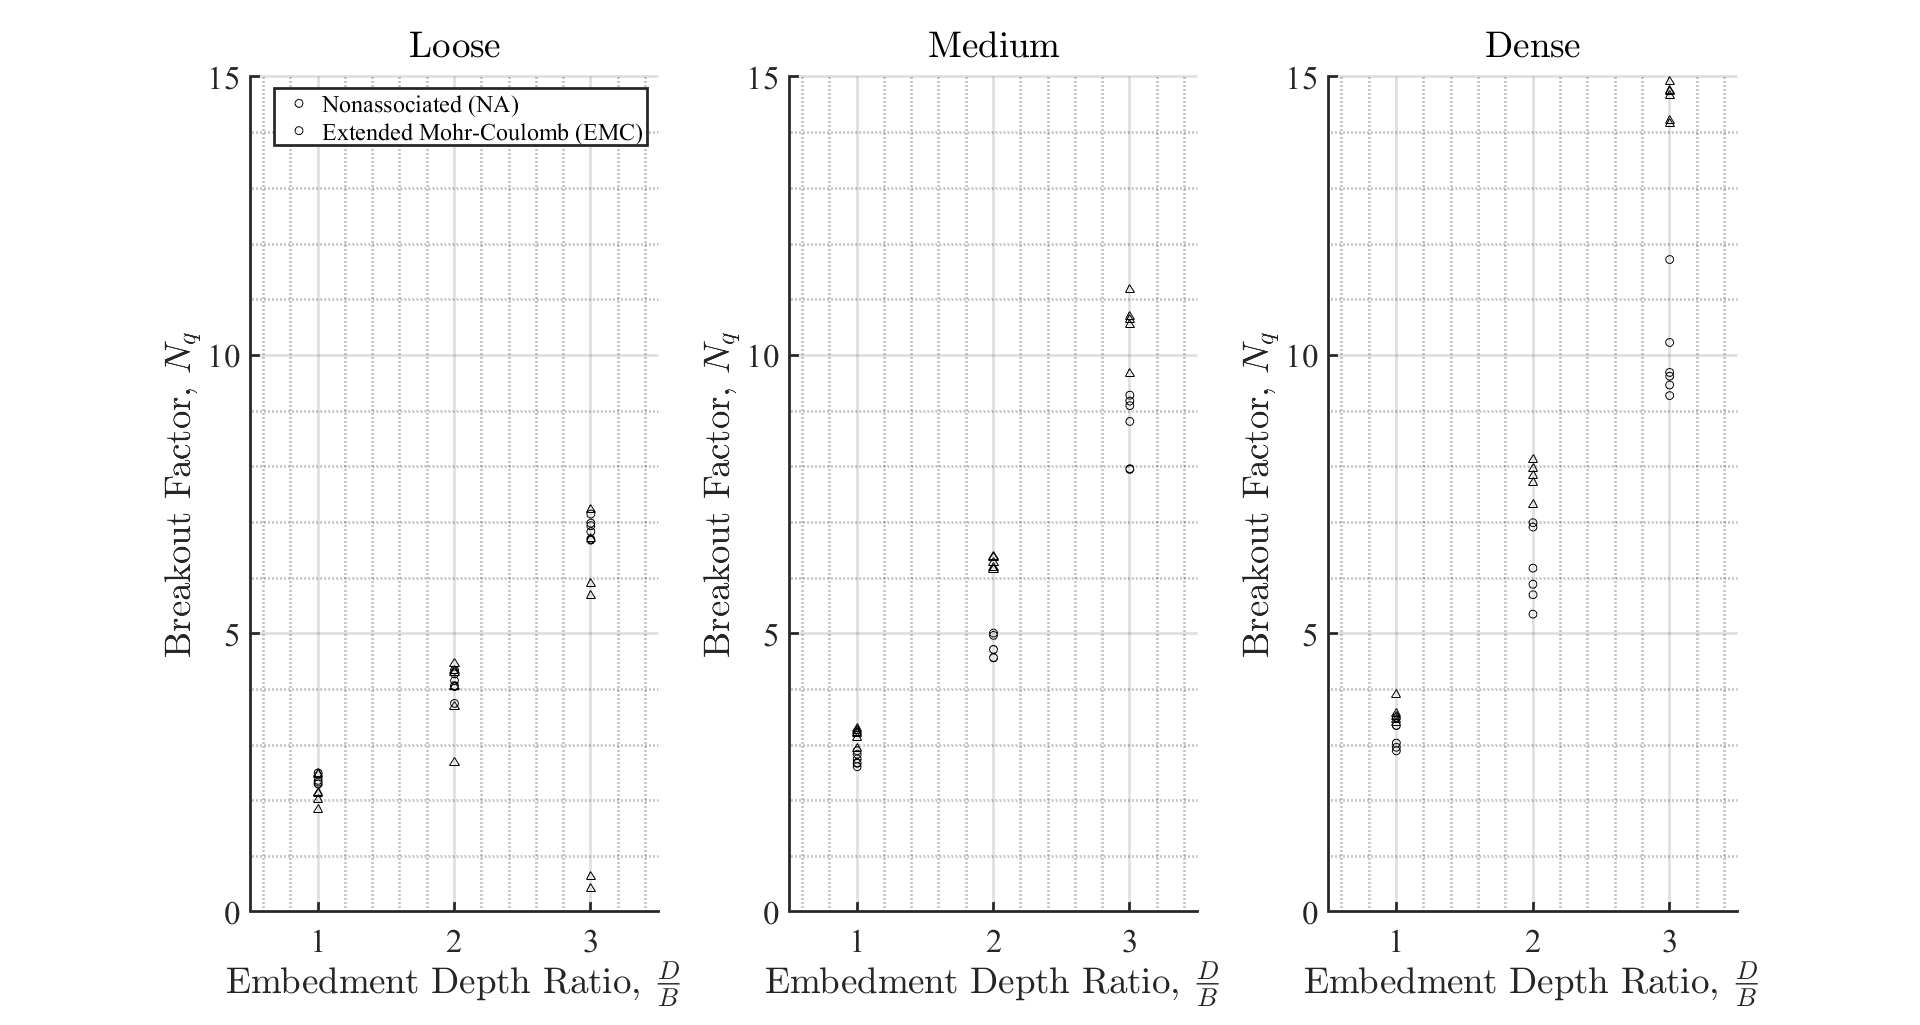 Loose
15
10
5
0
Nonassociated (NA)
Extended Mohr-Coulomb (EMC)
Breakout Factor, N_q
1 2 3
Embedment Depth Ratio, D/B
Medium
15
10
5
0
Breakout Factor, N_q
1 2 3
Embedment Depth Ratio, D/B
Dense
15
10
5
0
Breakout Factor, N_q
1 2 3
Embedment Depth Ratio, D/B